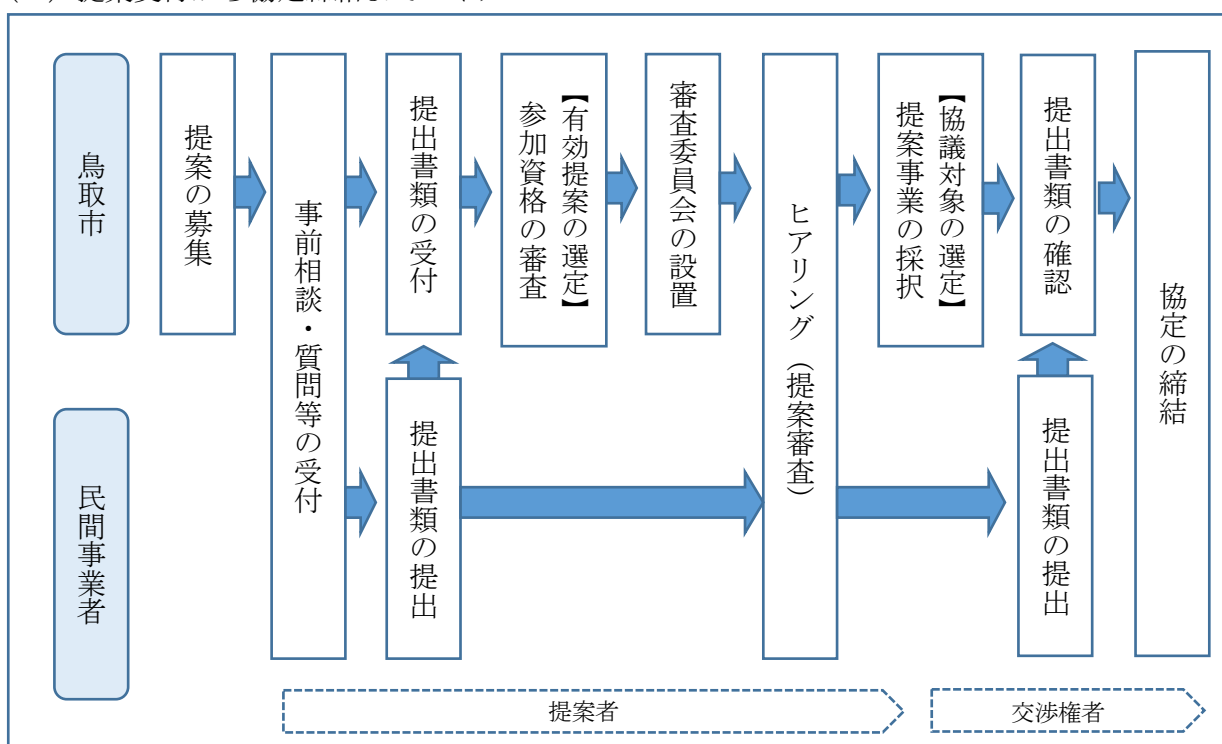 鳥取市
提案の募集
事前相談・質問等の受付
提出書類の受付
【有効提案の選定】
参加資格の審査
審査委員会の設置
ヒアリング（提案審査）
【協議対象の選定】
提案事業の採択
提出書類の確認
協定の締結
民間事業者
提出書類の提出
提出書類の提出
提案者
交渉権者